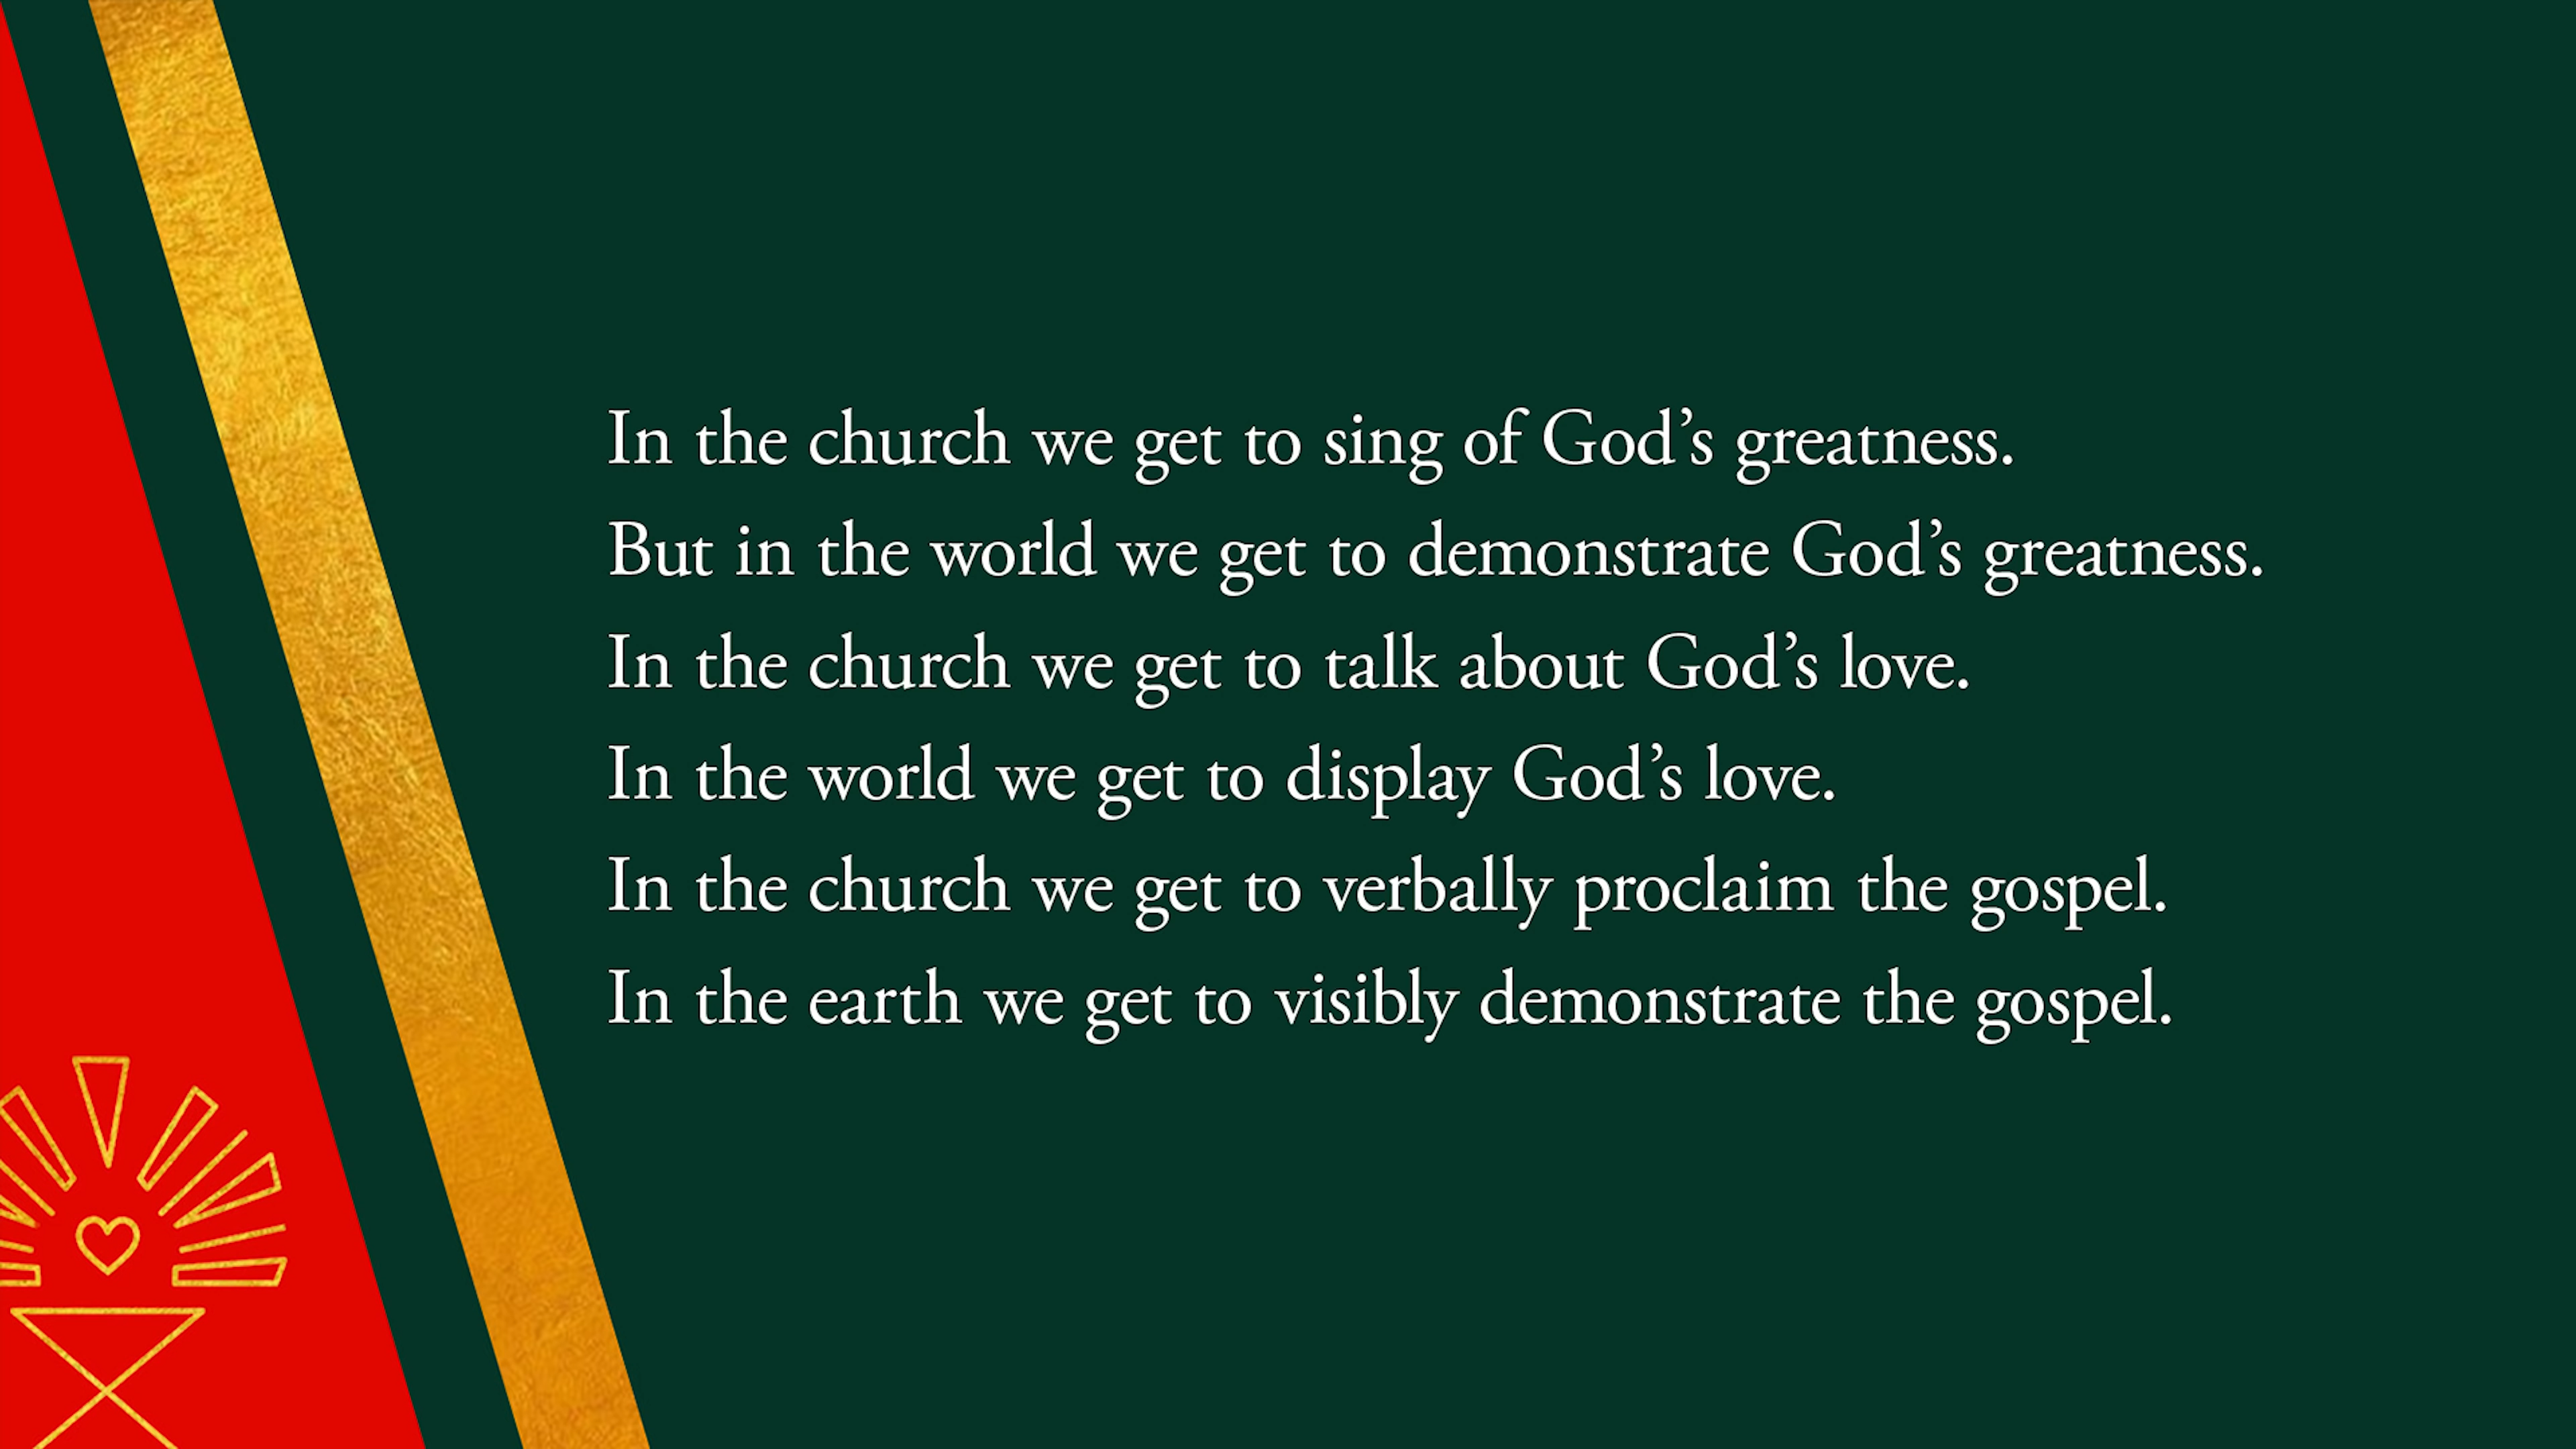 In the church we get to sing of God’s greatness.
But in the world we get to demonstrate God’s greatness.
In the church we get to talk about God’s love.
In the world we get to display God’s love.
In the church we get to verbally proclaim the gospel.
In the earth we get to visibly demonstrate the gospel.